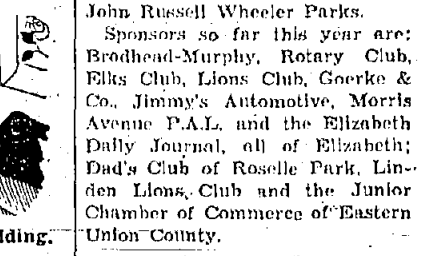 John Russell Wheeler Parks.
Sponsors so far this year are:
Brodhead-Murphy, Rotary Club,
Elks Club, Lions Club, Goerke &
Co., Jimmy's Automotive, Morris
Avenue P.A.L. and the Elizabeth
Daily Journal, all of Elizabeth;
Dad's Club of Roselle Park, Lin-
den Lions Club and the Junior
Chamber of Commerce of Eastern
lding.
Union County.